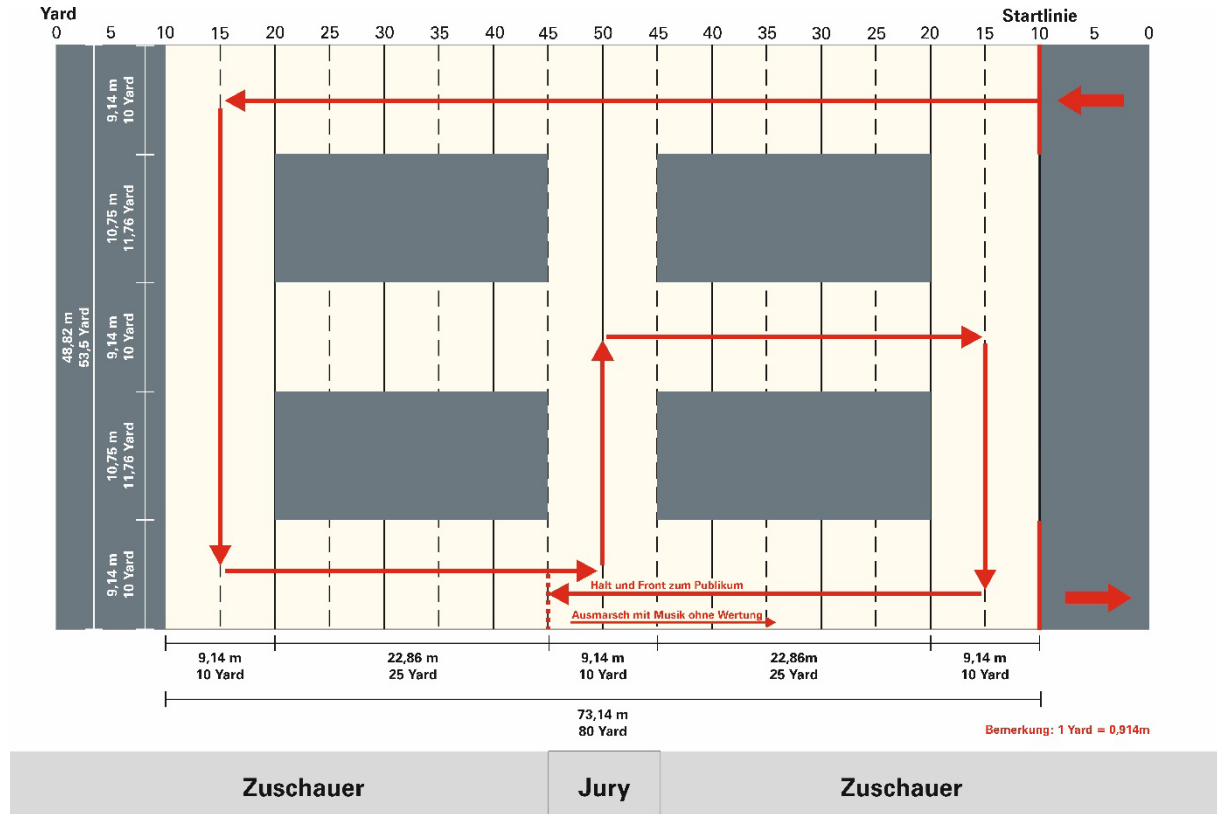 Yard
Startlinie
0 5 10 15 20 25 30 35 40 45 50 45 40 35 30 25 20 15 10 5 0
9,14 m
10 Yard
10,75 m
11,76 Yard
48,82 m
53,5 Yard
9,14 m
10 Yard
10,75 m
11,76 Yard
9,14 m
10 Yard
Halt und Front zum Publikum
Ausmarsch mit Musik ohne Wertung
9,14 m
10 Yard
22,86 m
25 Yard
9,14 m
10 Yard
22,86m
25 Yard
9,14 m
10 Yard
73,14 m
80 Yard
Bemerkung: 1 Yard = 0,914m
Zuschauer
Jury
Zuschauer